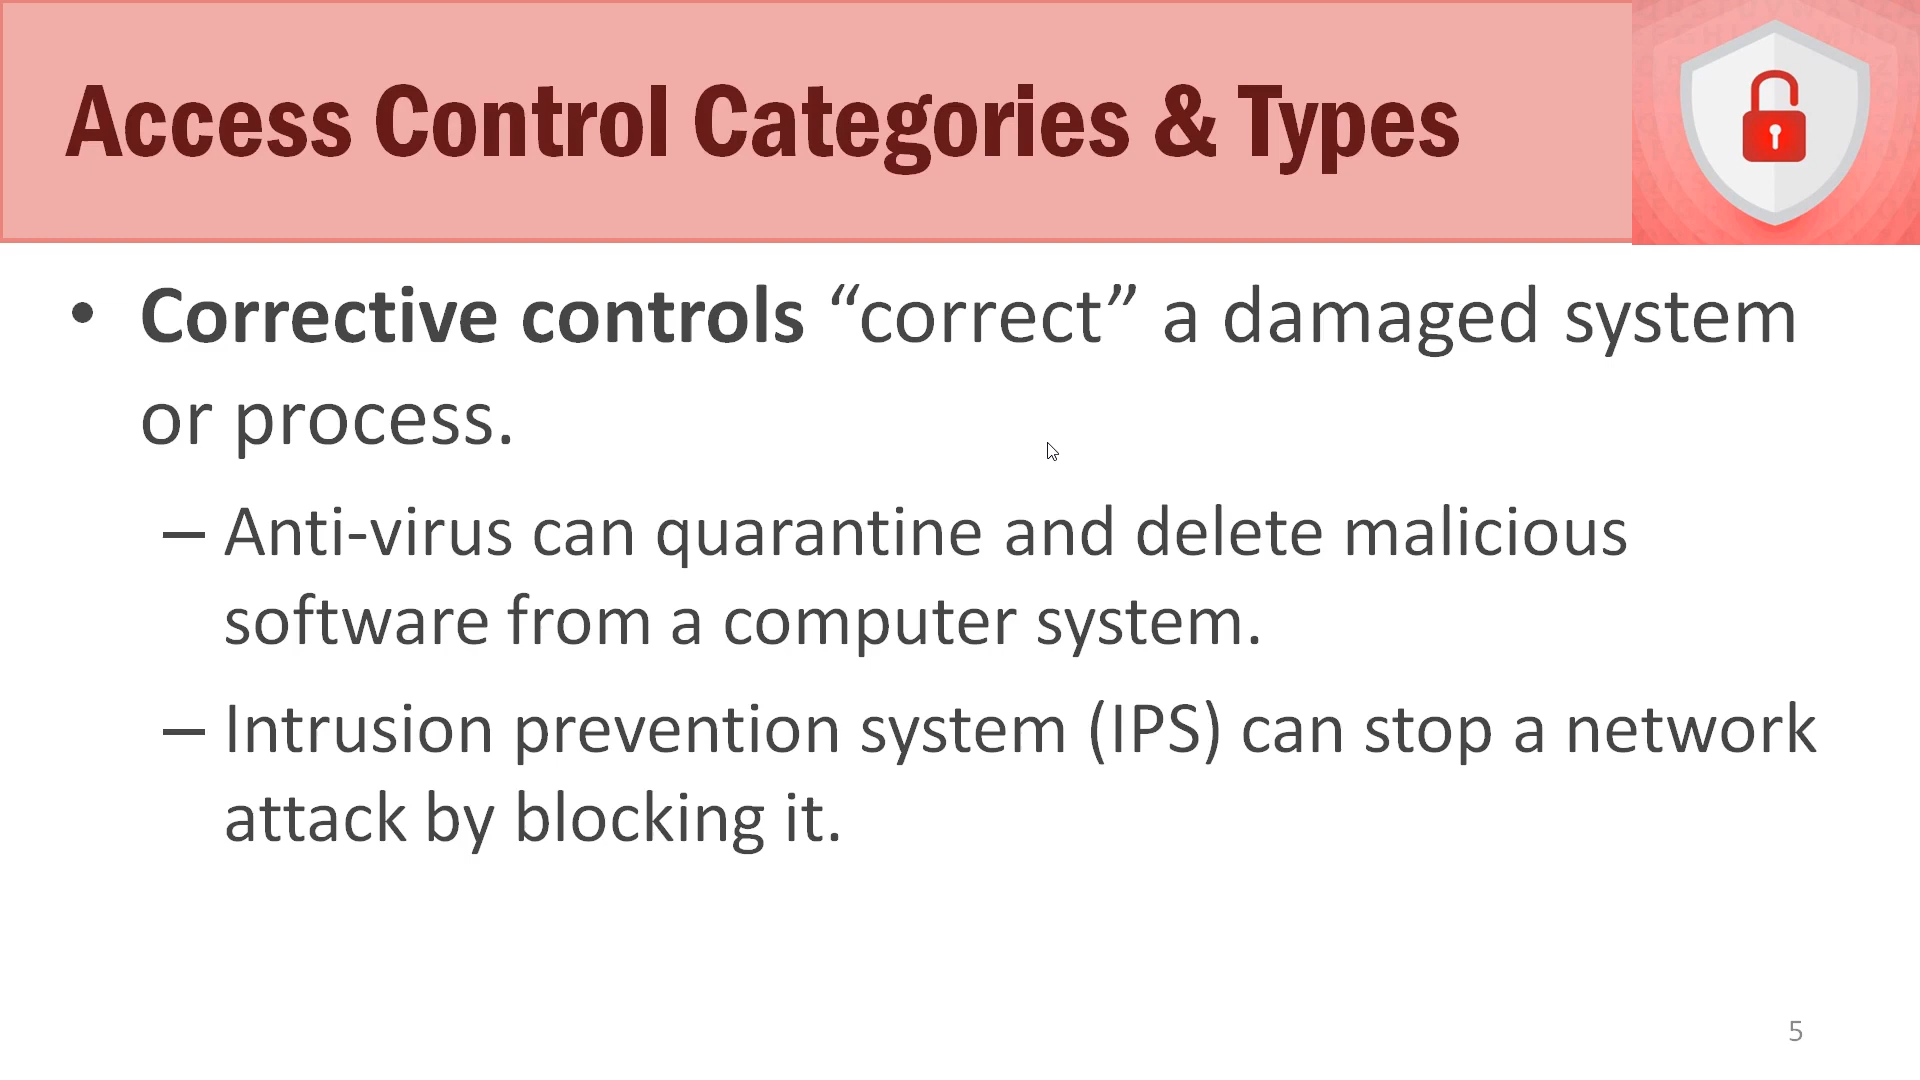 Access Control Categories & Types
• Corrective controls “correct” a damaged system
or process.
– Anti-virus can quarantine and delete malicious
software from a computer system.
– Intrusion prevention system (IPS) can stop a network
attack by blocking it.
5